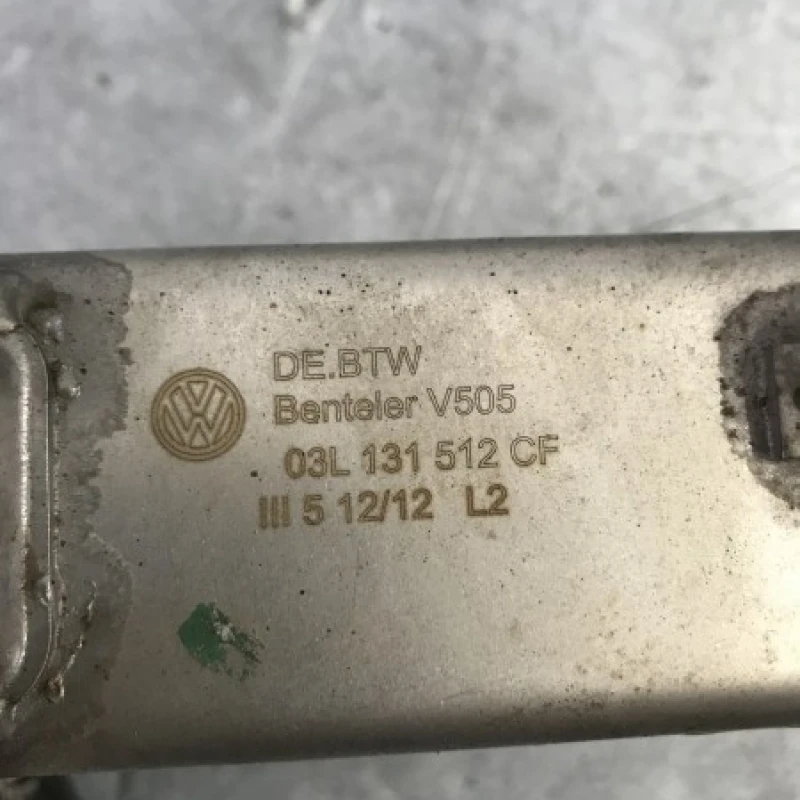 DE.BTW
Benteler V505
03L 131 512 CF
III 5 12/12 L2